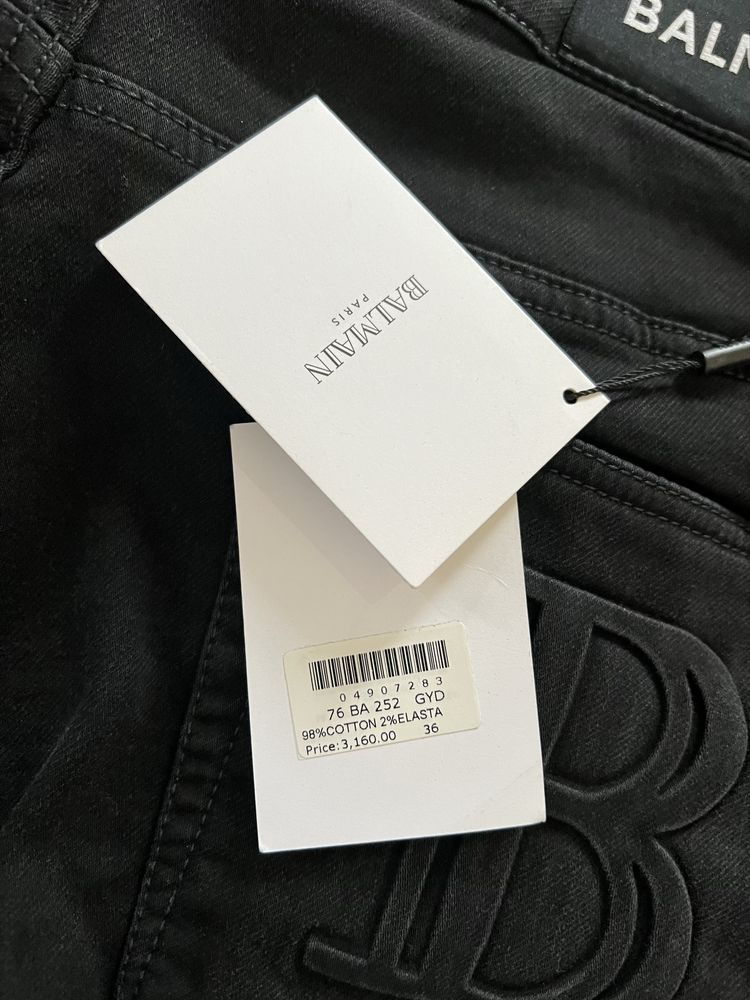 BALM
BALMAIN
PARIS
04907283
76 BA 252 GYD
98%COTTON 2%ELASTA
Price:3,160.00 36
B